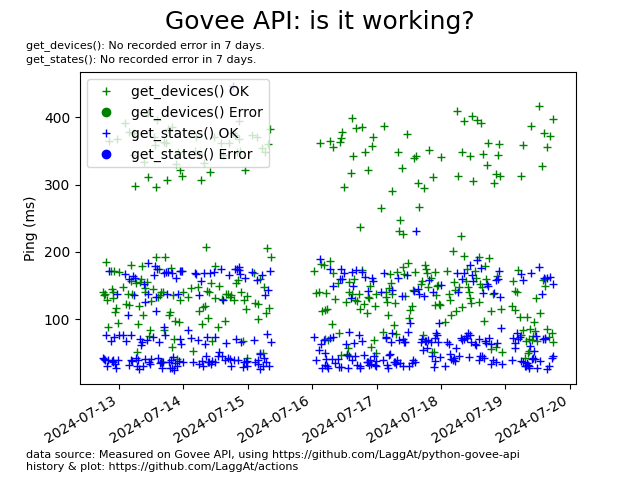 Govee API: is it working?
get_devices(): No recorded error in 7 days.
get_states(): No recorded error in 7 days.
get_devices() OK
get_devices() Error
get_states() OK
get_states() Error
Ping (ms)
400
300
200
100
2024-07-13
2024-07-14
2024-07-15
2024-07-16
2024-07-17
2024-07-18
2024-07-19
2024-07-20
data source: Measured on Govee API, using https://github.com/LaggAt/python-govee-api
history & plot: https://github.com/LaggAt/actions